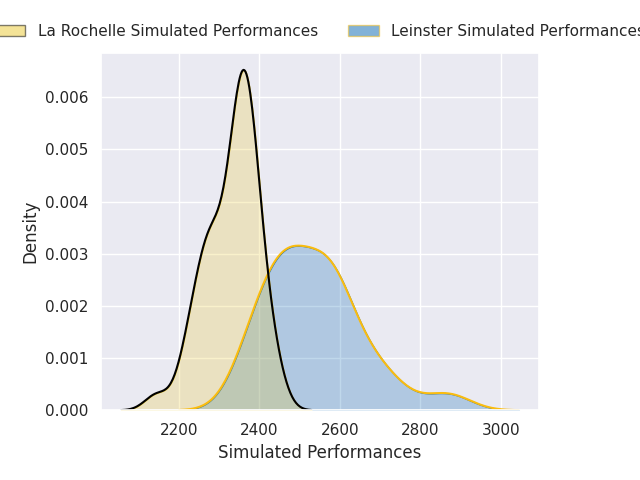 La Rochelle Simulated Performances
Leinster Simulated Performances
0.006
0.005
0.004
0.003
0.002
0.001
0.000
Density
2200 2400 2600 2800 3000
Simulated Performances